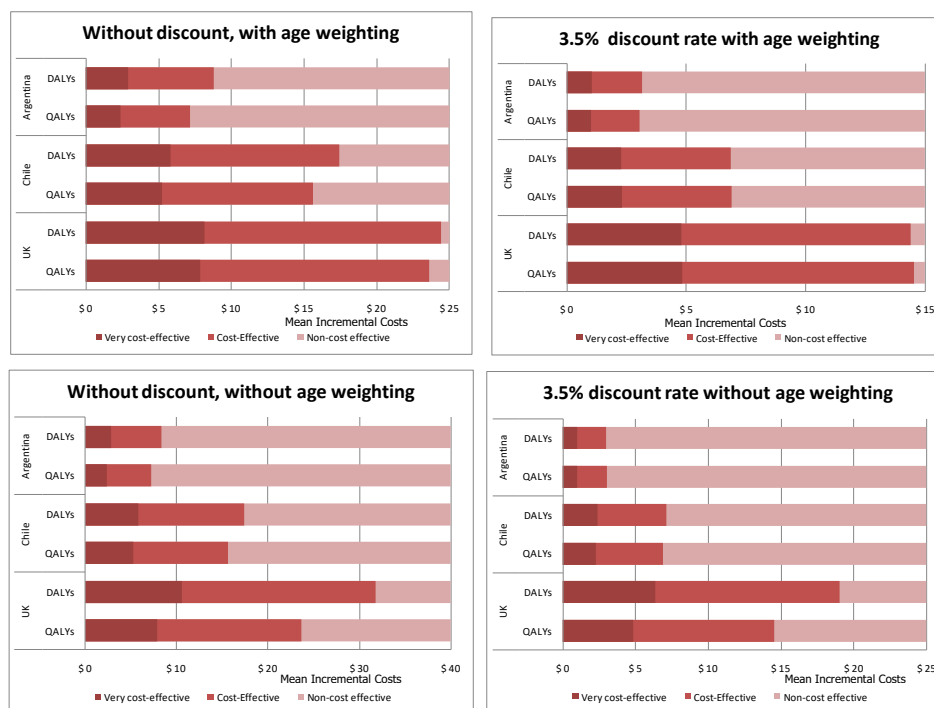 Without discount, with age weighting
Argentina
DALYs
QALYs
Chile
DALYs
QALYs
UK
DALYs
QALYs
$ 0 $ 5 $ 10 $ 15 $ 20 $ 25
Mean Incremental Costs
Very cost-effective Cost-Effective Non-cost effective
3.5% discount rate with age weighting
Argentina
DALYs
QALYs
Chile
DALYs
QALYs
UK
DALYs
QALYs
$ 0 $ 5 $ 10 $ 15
Mean Incremental Costs
Very cost-effective Cost-Effective Non-cost effective
Without discount, without age weighting
Argentina
DALYs
QALYs
Chile
DALYs
QALYs
UK
DALYs
QALYs
$ 0 $ 10 $ 20 $ 30 $ 40
Mean Incremental Costs
Very cost-effective Cost-Effective Non-cost effective
3.5% discount rate without age weighting
Argentina
DALYs
QALYs
Chile
DALYs
QALYs
UK
DALYs
QALYs
$ 0 $ 5 $ 10 $ 15 $ 20 $ 25
Mean Incremental Costs
Very cost-effective Cost-Effective Non-cost effective